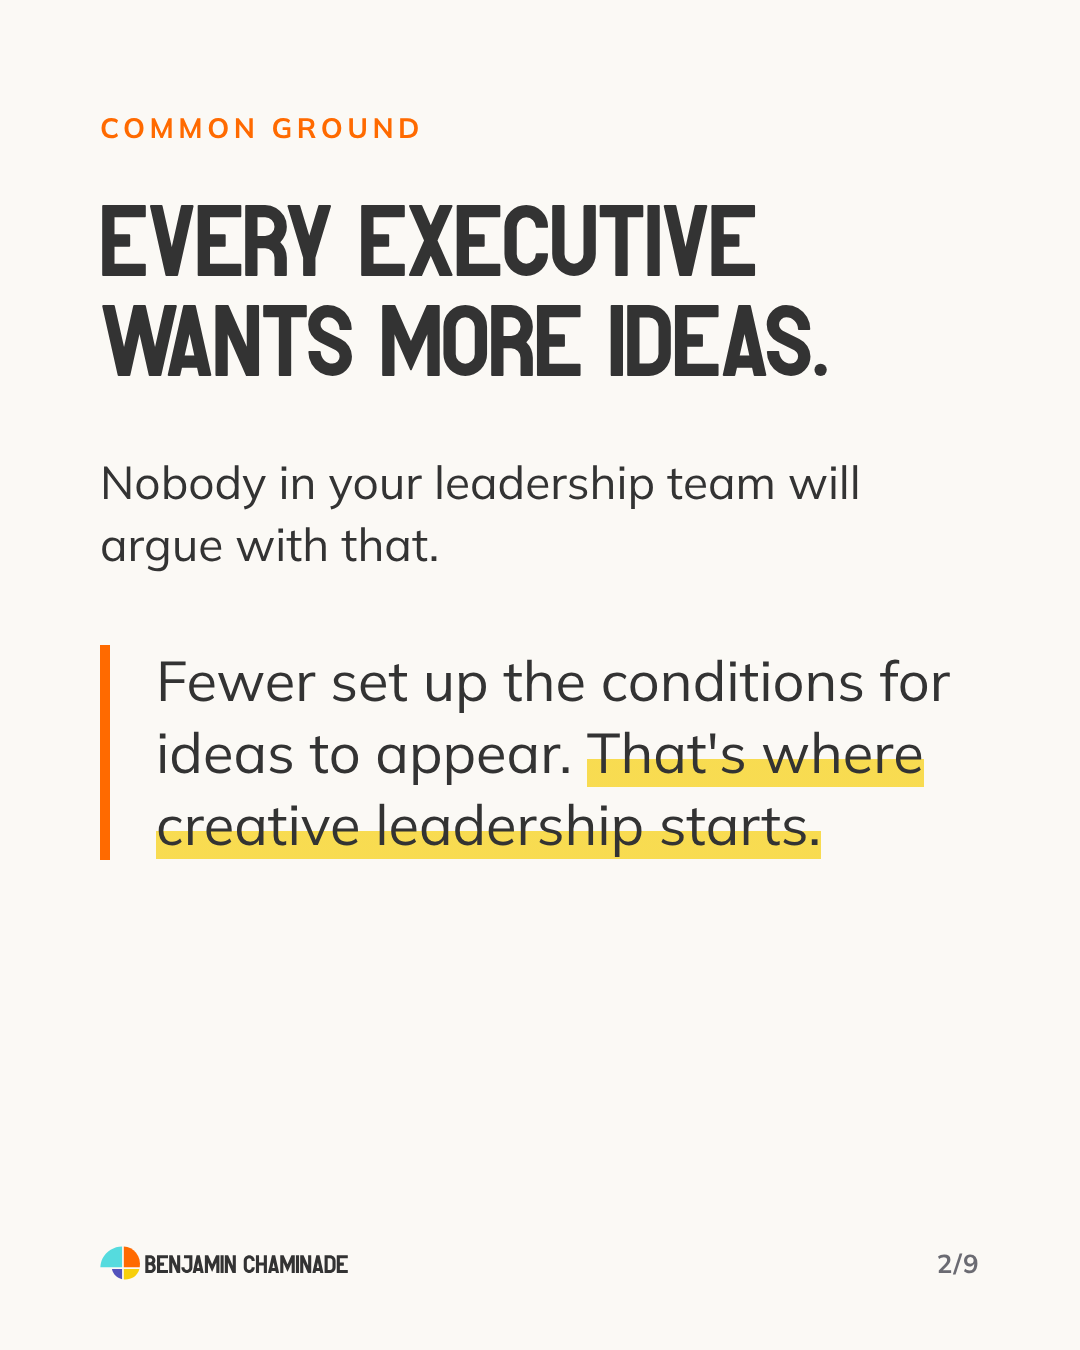 COMMON GROUND
EVERY EXECUTIVE
WANTS MORE IDEAS.
Nobody in your leadership team will
argue with that.
Fewer set up the conditions for
ideas to appear. That's where
creative leadership starts.
BENJAMIN CHAMINADE
2/9